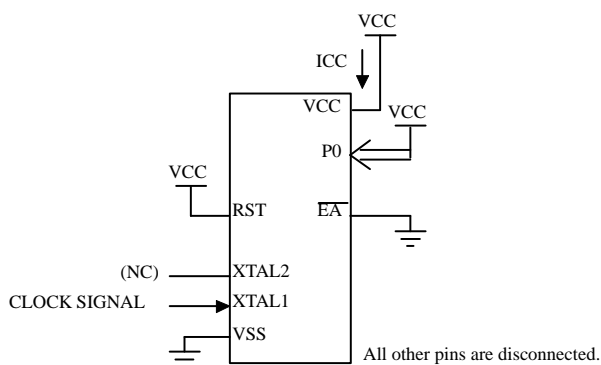 VCC
ICC
VCC
VCC
P0
VCC
RST
EA
(NC)
XTAL2
CLOCK SIGNAL
XTAL1
VSS
All other pins are disconnected.